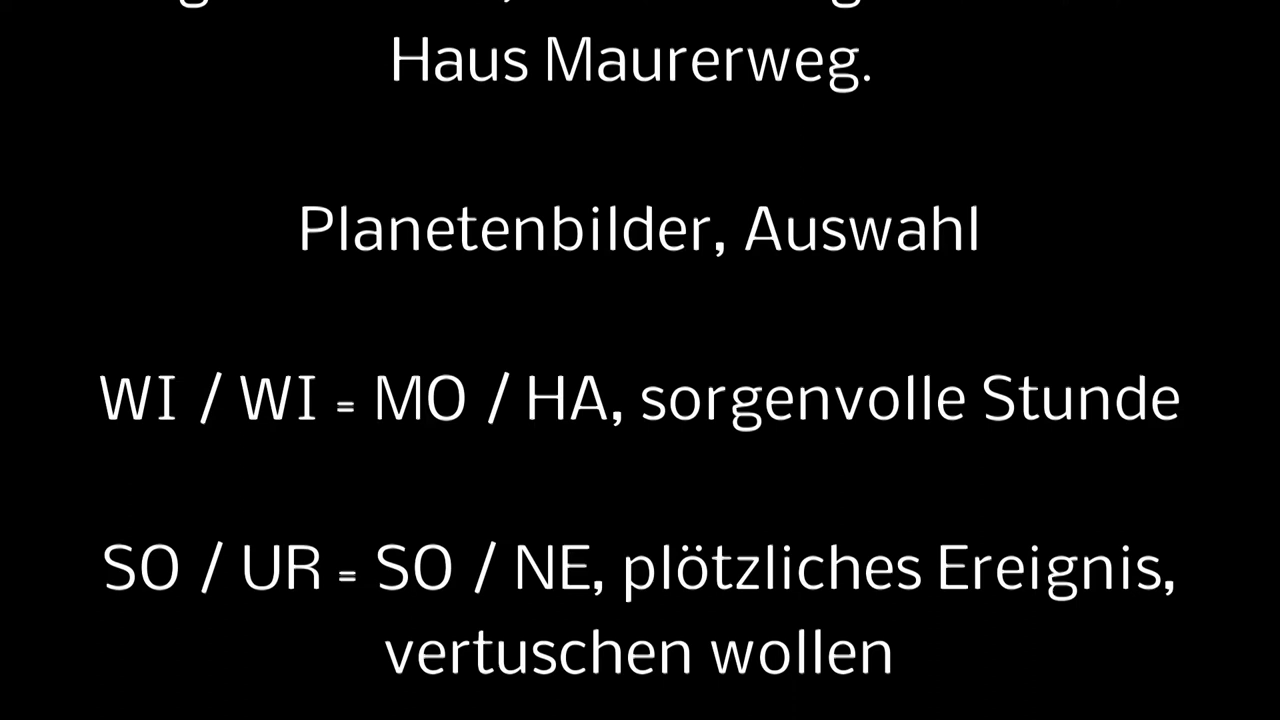 Haus Maurerweg.
Planetenbilder, Auswahl
WI / WI = MO / HA, sorgenvolle Stunde
SO / UR = SO / NE, plötzliches Ereignis,
vertuschen wollen